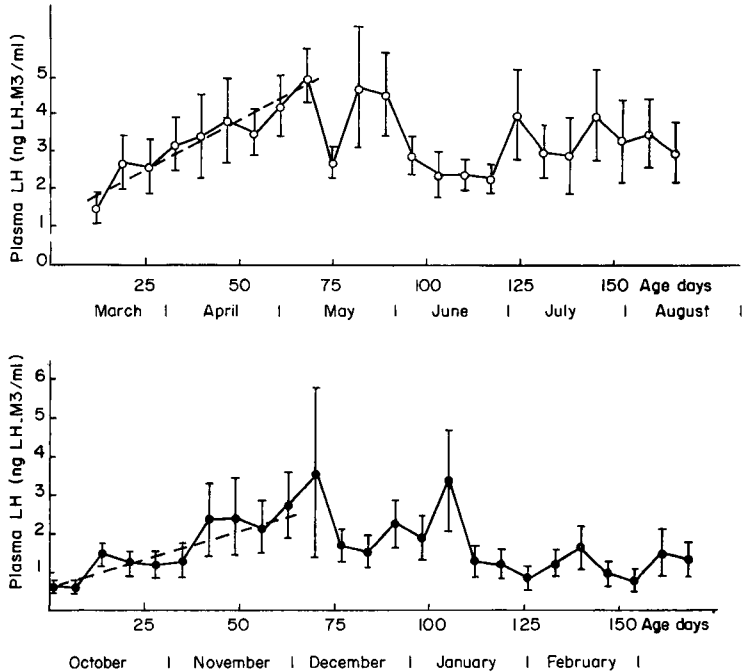 Plasma LH (ng LH.M3/ml)
5
4
3
2
1
0
25 50 75 100 125 150 Age days
March | April | May | June | July | August |
Plasma LH (ng LH.M3/ml)
6
5
4
3
2
1
25 50 75 100 125 150 Age days
October | November | December | January | February |